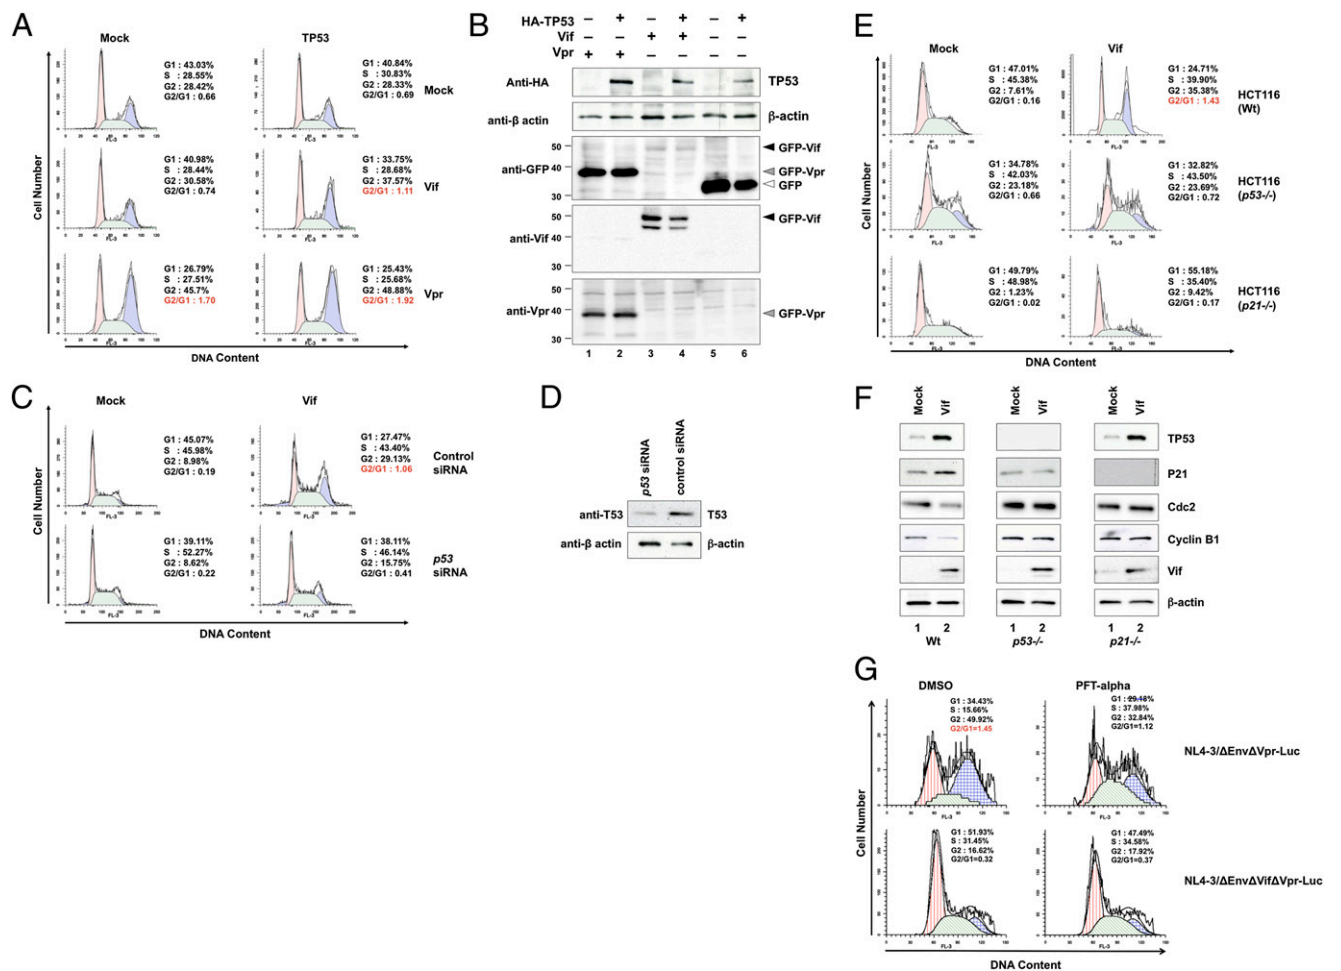 A
Mock
TP53
G1 : 43.03%
S : 28.55%
G2 : 28.42%
G2/G1 : 0.66
G1 : 40.84%
S : 30.83%
G2 : 28.33%
G2/G1 : 0.69
Mock
G1 : 40.98%
S : 28.44%
G2 : 30.58%
G2/G1 : 0.74
G1 : 33.75%
S : 28.68%
G2 : 37.57%
G2/G1 : 1.11
Vif
G1 : 26.79%
S : 27.51%
G2 : 45.7%
G2/G1 : 1.70
G1 : 25.43%
S : 25.68%
G2 : 48.88%
G2/G1 : 1.92
Vpr
Cell Number
FL-3
DNA Content
B
HA-TP53 – + – + – +
Vif – – + + – –
Vpr + + – – – –
Anti-HA
TP53
anti-β actin
β-actin
50
40
30
anti-GFP
GFP-Vif
GFP-Vpr
GFP
50
40
30
anti-Vif
GFP-Vif
50
40
30
anti-Vpr
GFP-Vpr
1 2 3 4 5 6
C
Mock
Vif
G1 : 45.07%
S : 45.98%
G2 : 8.98%
G2/G1 : 0.19
G1 : 27.47%
S : 43.40%
G2 : 29.13%
G2/G1 : 1.06
Control
siRNA
G1 : 39.11%
S : 52.27%
G2 : 8.62%
G2/G1 : 0.22
G1 : 38.11%
S : 46.14%
G2 : 15.75%
G2/G1 : 0.41
p53
siRNA
Cell Number
FL-3
DNA Content
D
p53 siRNA
control siRNA
anti-T53
T53
anti-β actin
β-actin
E
Mock
Vif
G1 : 47.01%
S : 45.38%
G2 : 7.61%
G2/G1 : 0.16
G1 : 24.71%
S : 39.90%
G2 : 35.38%
G2/G1 : 1.43
HCT116
(Wt)
G1 : 34.78%
S : 42.03%
G2 : 23.18%
G2/G1 : 0.66
G1 : 32.82%
S : 43.50%
G2 : 23.69%
G2/G1 : 0.72
HCT116
(p53-/-)
G1 : 49.79%
S : 48.98%
G2 : 1.23%
G2/G1 : 0.02
G1 : 55.18%
S : 35.40%
G2 : 9.42%
G2/G1 : 0.17
HCT116
(p21-/-)
Cell Number
FL-3
DNA Content
F
Mock
Vif
Mock
Vif
Mock
Vif
TP53
P21
Cdc2
Cyclin B1
Vif
β-actin
1 2 1 2 1 2
Wt p53-/- p21-/-
G
DMSO
PFT-alpha
G1 : 34.43%
S : 15.66%
G2 : 49.92%
G2/G1=1.45
G1 : 29.18%
S : 37.98%
G2 : 32.84%
G2/G1=1.12
NL4-3/ΔEnvΔVpr-Luc
G1 : 51.93%
S : 31.45%
G2 : 16.62%
G2/G1=0.32
G1 : 47.49%
S : 34.58%
G2 : 17.92%
G2/G1=0.37
NL4-3/ΔEnvΔVifΔVpr-Luc
Cell Number
FL-3
DNA Content